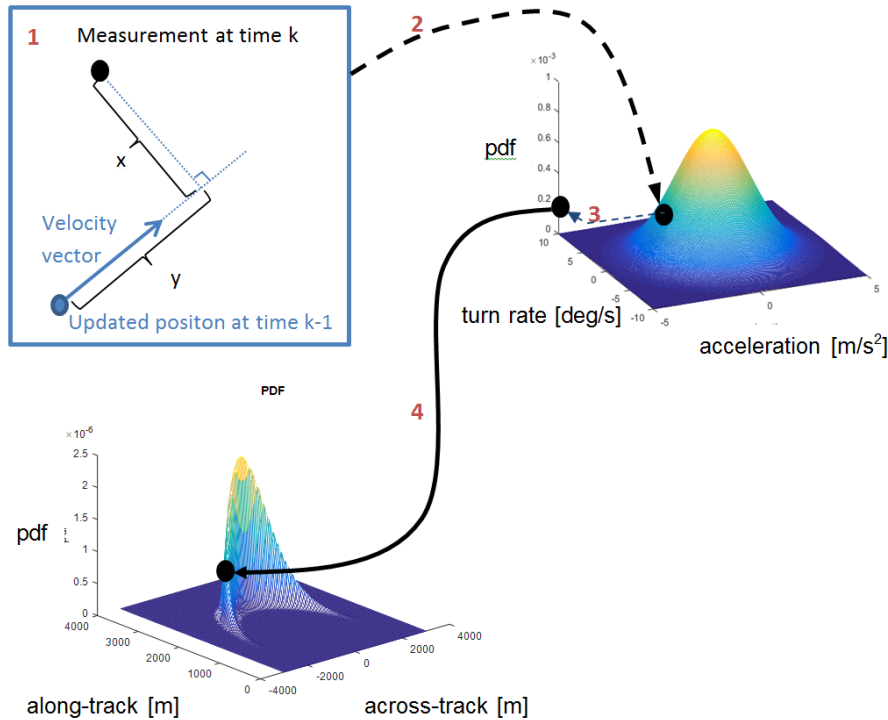 1 Measurement at time k
x
Velocity
vector
y
Updated positon at time k-1
2
×10-3
1
0.8
pdf
0.6
0.4
0.2
0
3
10
5
0
-5
-10
-5
0
5
turn rate [deg/s]
acceleration [m/s2]
4
PDF
×10-6
2.5
2
pdf
1.5
1
0.5
0
4000
3000
2000
1000
0
-4000
-2000
0
2000
4000
along-track [m]
across-track [m]